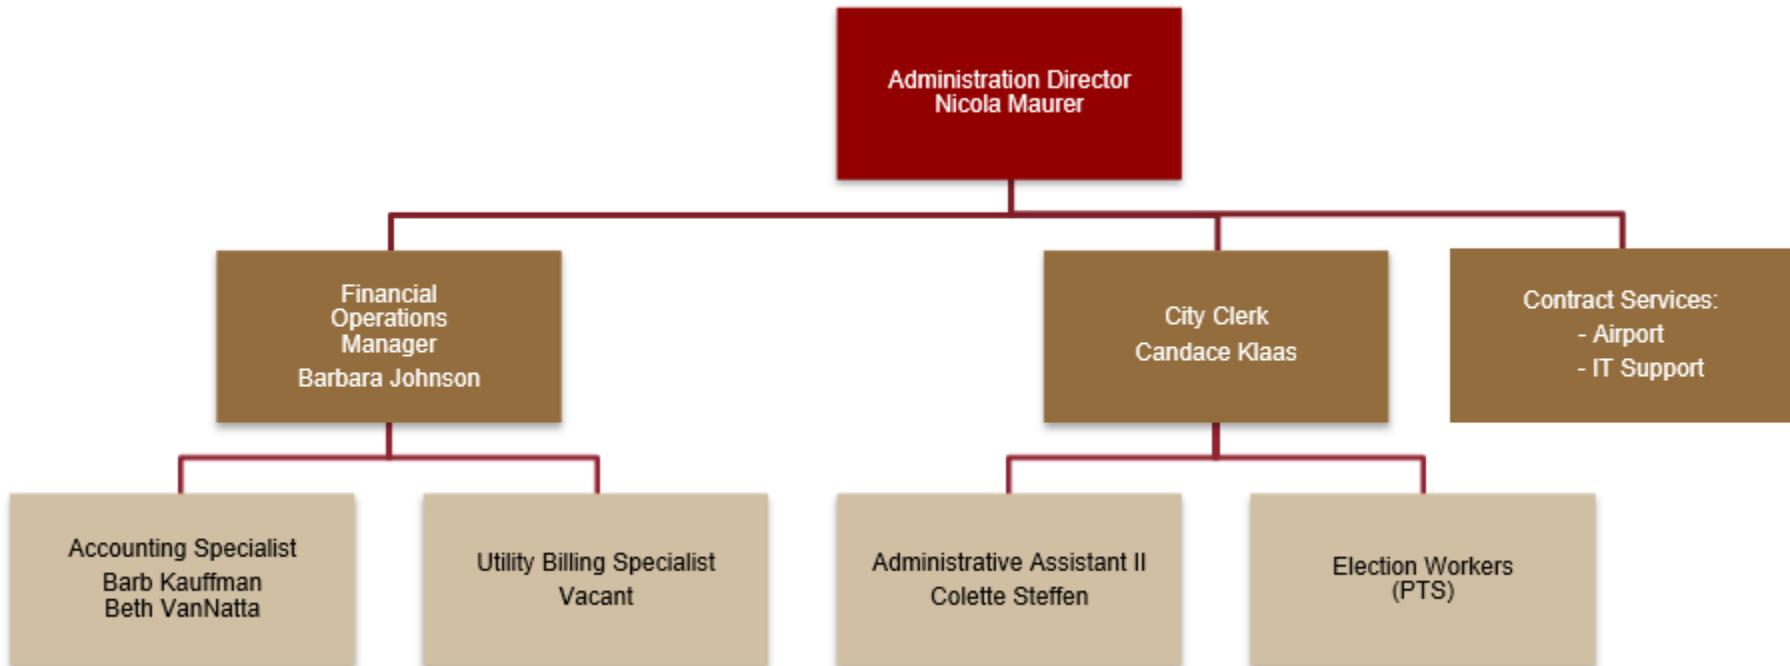 Administration Director
Nicola Maurer
Financial
Operations
Manager
Barbara Johnson
City Clerk
Candace Klaas
Contract Services:
- Airport
- IT Support
Accounting Specialist
Barb Kauffman
Beth VanNatta
Utility Billing Specialist
Vacant
Administrative Assistant II
Colette Steffen
Election Workers
(PTS)